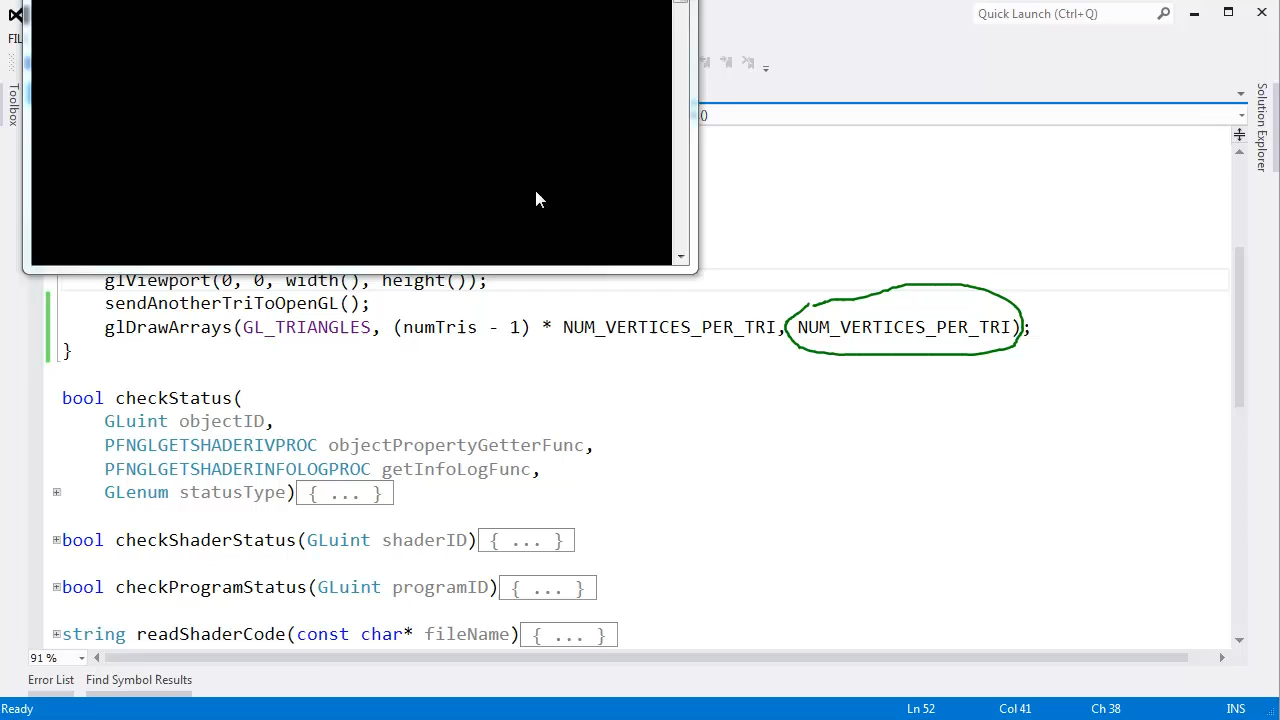 Quick Launch (Ctrl+Q)
FIL
Toolbox
Solution Explorer
()
glViewport(0, 0, width(), height());
sendAnotherTriToOpenGL();
glDrawArrays(GL_TRIANGLES, (numTris - 1) * NUM_VERTICES_PER_TRI, NUM_VERTICES_PER_TRI);
}
bool checkStatus(
GLuint objectID,
PFNGLGETSHADERIVPROC objectPropertyGetterFunc,
PFNGLGETSHADERINFOLOGPROC getInfoLogFunc,
GLenum statusType){ ... }
bool checkShaderStatus(GLuint shaderID){ ... }
bool checkProgramStatus(GLuint programID){ ... }
string readShaderCode(const char* fileName){ ... }
91 %
Error List Find Symbol Results
Ready Ln 52 Col 41 Ch 38 INS